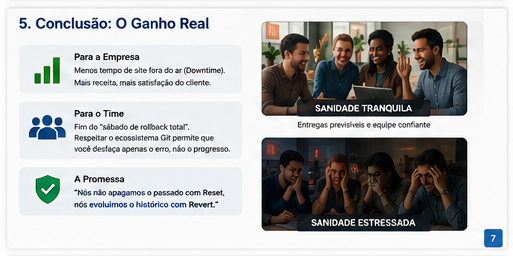 5. Conclusão: O Ganho Real
Para a Empresa
Menos tempo de site fora do ar (Downtime).
Mais receita, mais satisfação do cliente.
Para o Time
Fim do "sábado de rollback total".
Respeitar o ecossistema Git permite que
você desfaça apenas o erro, não o progresso.
A Promessa
"Nós não apagamos o passado com Reset,
nós evoluímos o histórico com Revert."
SANIDADE TRANQUILA
Entregas previsíveis e equipe confiante
SANIDADE ESTRESSADA
7